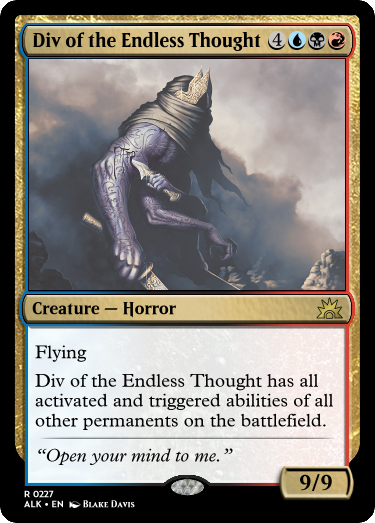 Div of the Endless Thought 4
Creature — Horror
Flying
Div of the Endless Thought has all
activated and triggered abilities of all
other permanents on the battlefield.
“Open your mind to me.”
9/9
R 0227
ALK • EN Blake Davis